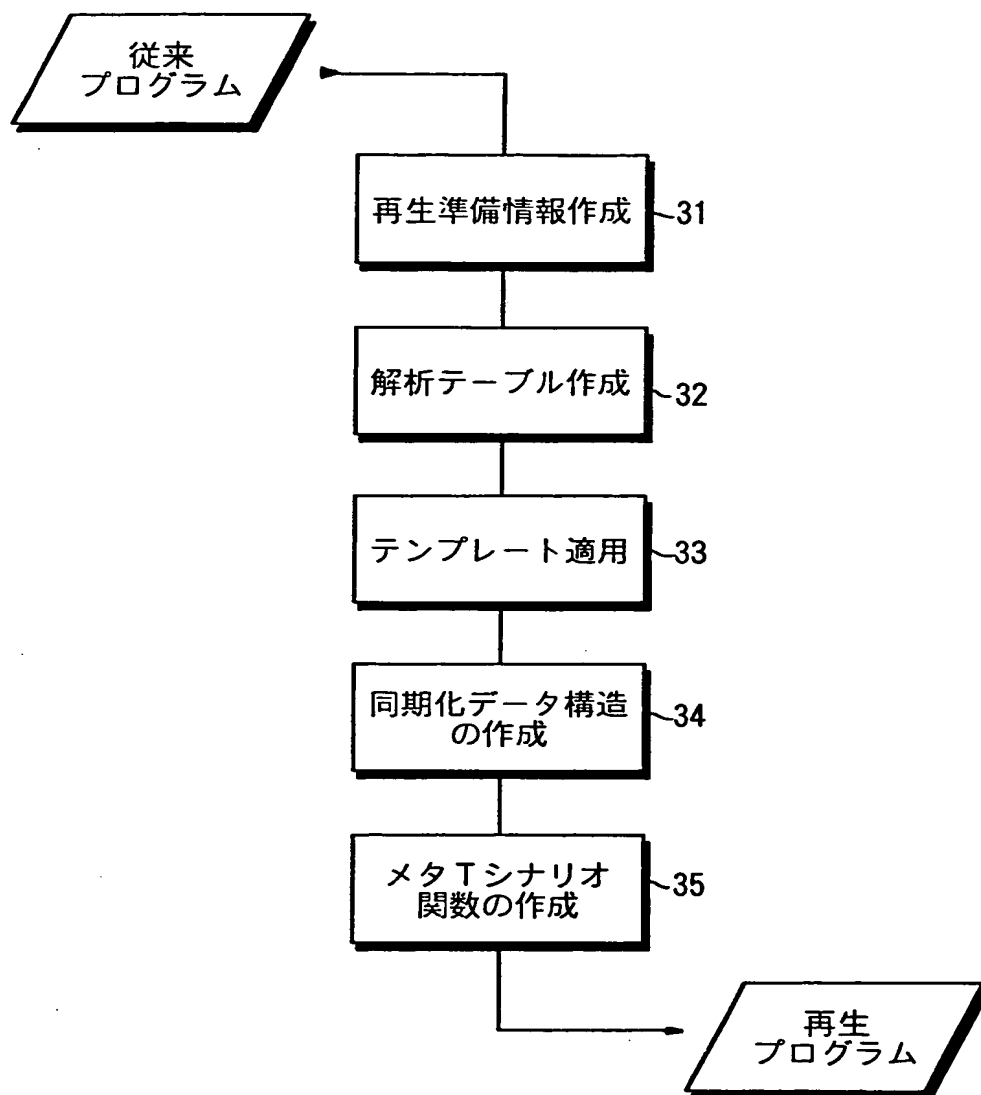 従来
プログラム
再生準備情報作成
31
解析テーブル作成
32
テンプレート適用
33
同期化データ構造
の作成
34
メタTシナリオ
関数の作成
35
再生
プログラム